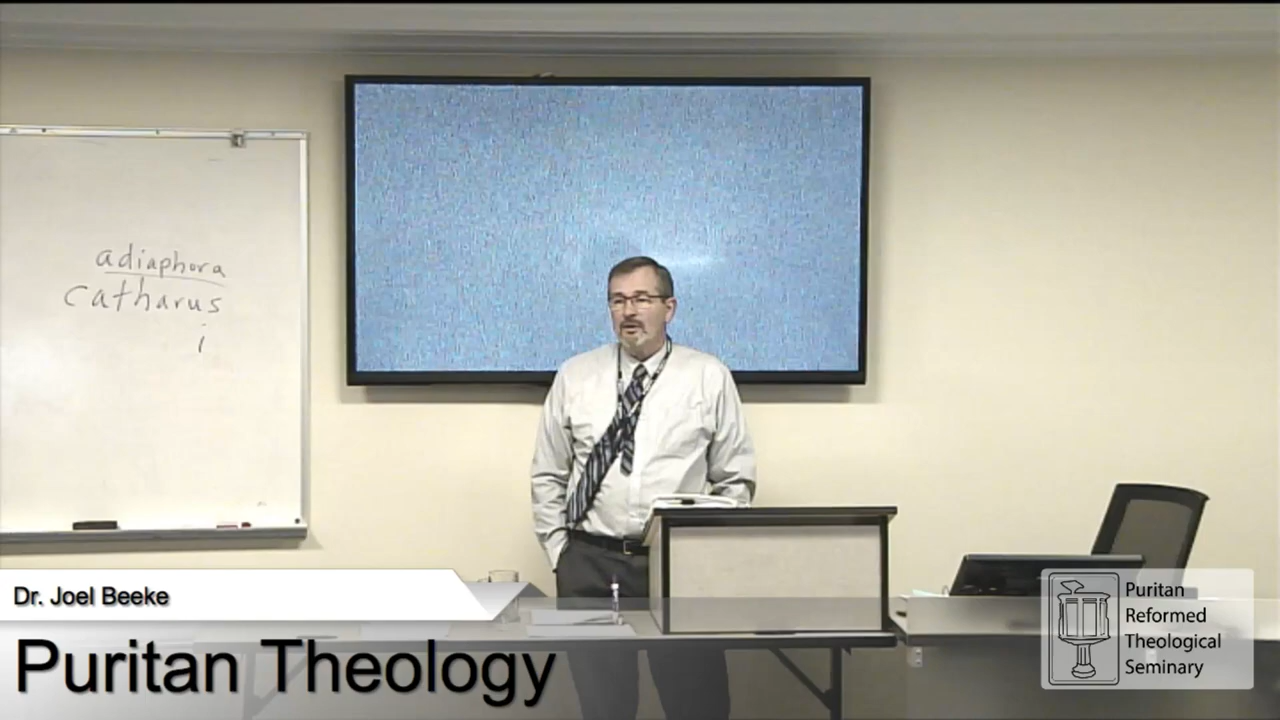 adiaphora
catharus
i
Dr. Joel Beeke
Puritan Theology
Puritan
Reformed
Theological
Seminary